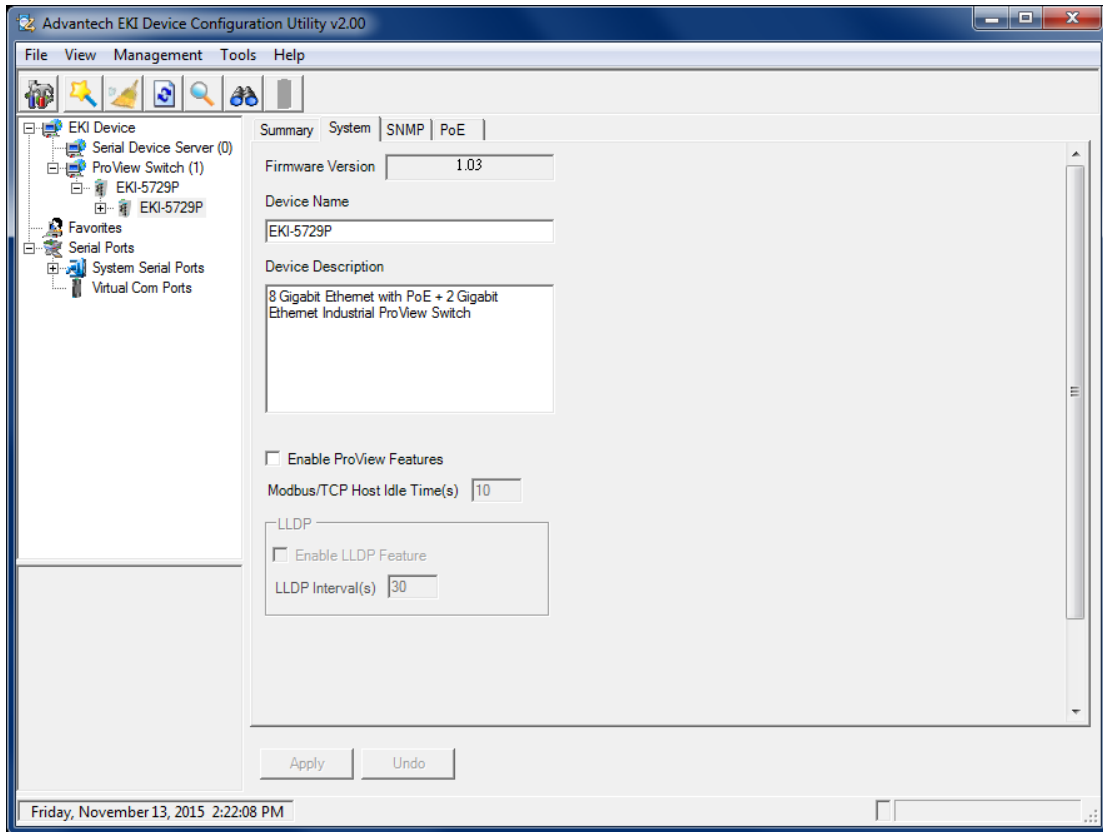 Advantech EKI Device Configuration Utility v2.00
File View Management Tools Help
EKI Device
Serial Device Server (0)
ProView Switch (1)
EKI-5729P
EKI-5729P
Favorites
Serial Ports
System Serial Ports
Virtual Com Ports
Summary System SNMP PoE
Firmware Version 1.03
Device Name
EKI-5729P
Device Description
8 Gigabit Ethernet with PoE + 2 Gigabit
Ethernet Industrial ProView Switch
Enable ProView Features
Modbus/TCP Host Idle Time(s) 10
LLDP
Enable LLDP Feature
LLDP Interval(s) 30
Apply Undo
Friday, November 13, 2015 2:22:08 PM